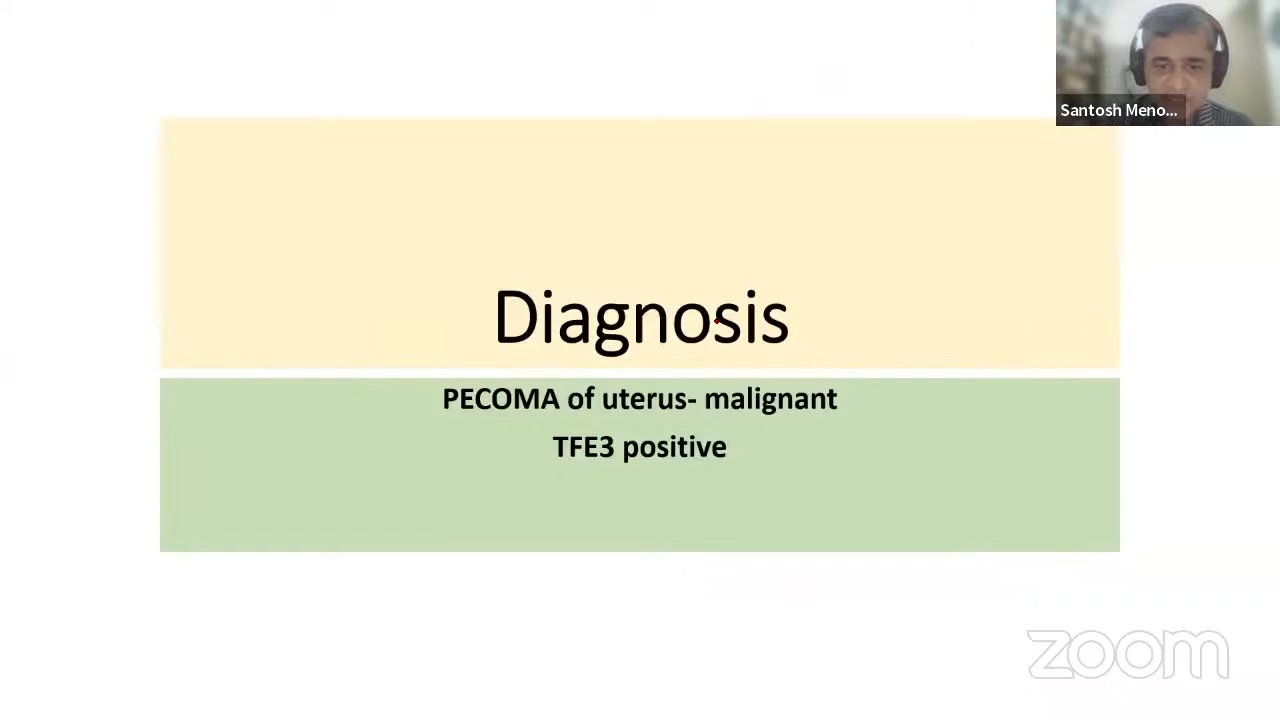 Santosh Meno...
Diagnosis
PECOMA of uterus- malignant
TFE3 positive
zoom